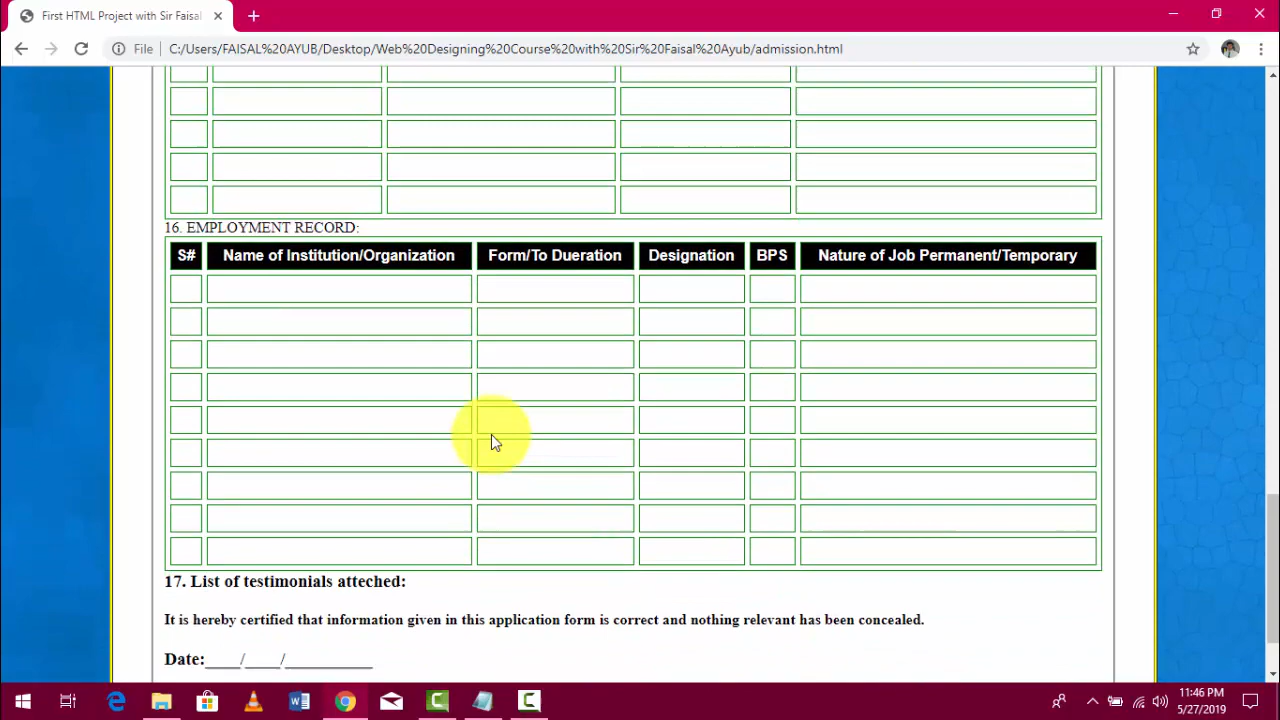 First HTML Project with Sir Faisal
File C:/Users/FAISAL%20AYUB/Desktop/Web%20Designing%20Course%20with%20Sir%20Faisal%20Ayub/admission.html
16. EMPLOYMENT RECORD:
S# Name of Institution/Organization Form/To Dueration Designation BPS Nature of Job Permanent/Temporary
17. List of testimonials atteched:
It is hereby certified that information given in this application form is correct and nothing relevant has been concealed.
Date:____/____/__________
11:46 PM
5/27/2019